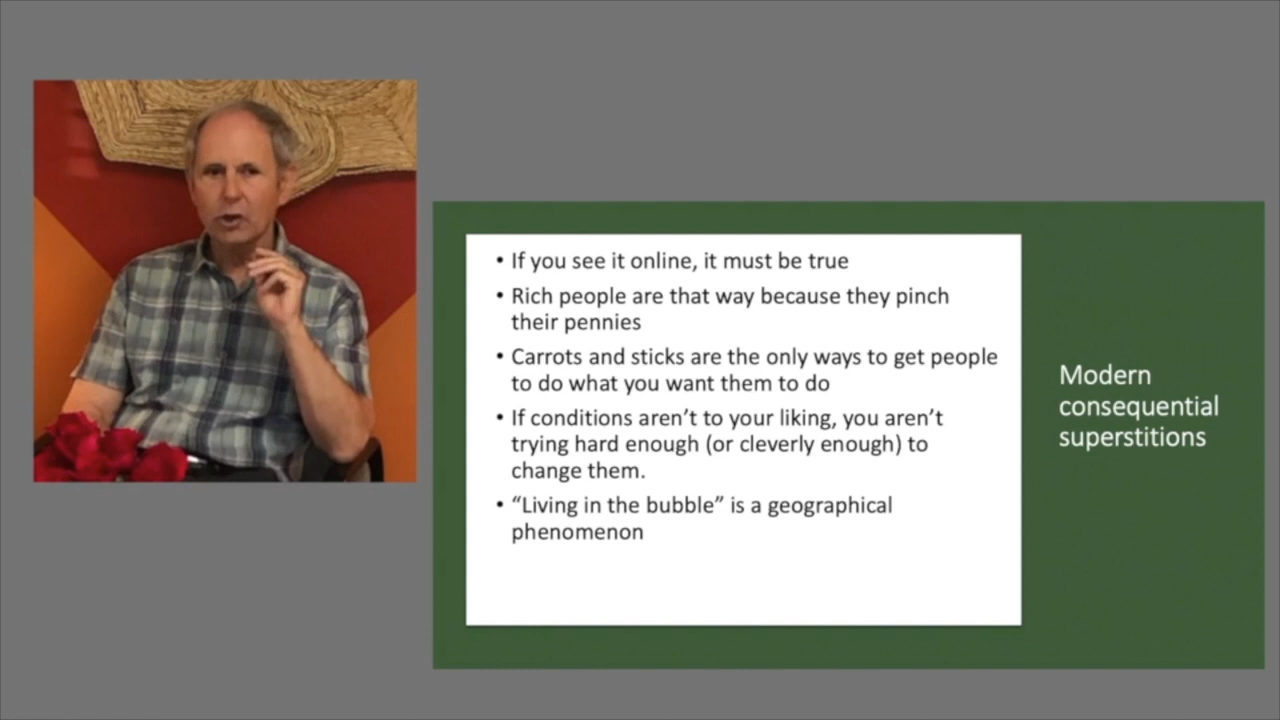 • If you see it online, it must be true
• Rich people are that way because they pinch
their pennies
• Carrots and sticks are the only ways to get people
to do what you want them to do
• If conditions aren’t to your liking, you aren’t
trying hard enough (or cleverly enough) to
change them.
• “Living in the bubble” is a geographical
phenomenon
Modern
consequential
superstitions